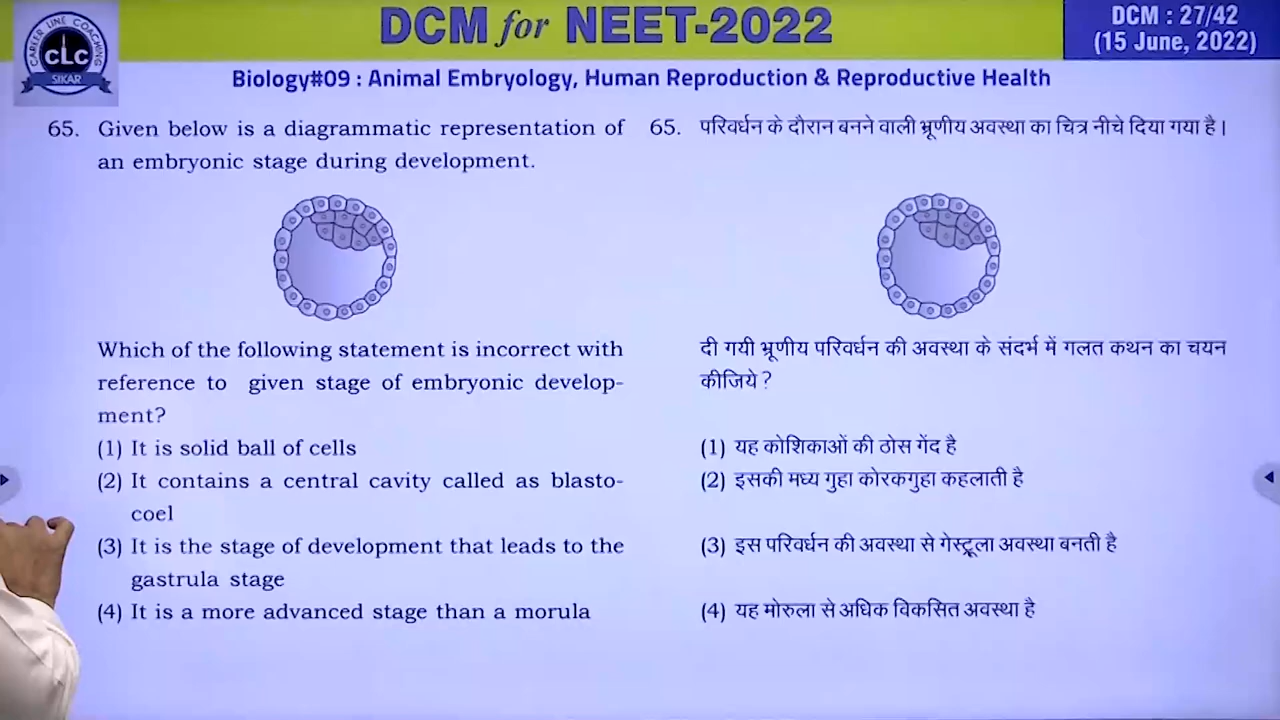 DCM for NEET-2022
DCM : 27/42
(15 June, 2022)
CAREER LINE COACHING
CLC
SIKAR
Biology#09 : Animal Embryology, Human Reproduction & Reproductive Health
65. Given below is a diagrammatic representation of
an embryonic stage during development.
Which of the following statement is incorrect with
reference to given stage of embryonic develop-
ment?
(1) It is solid ball of cells
(2) It contains a central cavity called as blasto-
coel
(3) It is the stage of development that leads to the
gastrula stage
(4) It is a more advanced stage than a morula
65. परिवर्धन के दौरान बनने वाली भ्रूणीय अवस्था का चित्र नीचे दिया गया है।
दी गयी भ्रूणीय परिवर्धन की अवस्था के संदर्भ में गलत कथन का चयन
कीजिये ?
(1) यह कोशिकाओं की ठोस गेंद है
(2) इसकी मध्य गुहा कोरकगुहा कहलाती है
(3) इस परिवर्धन की अवस्था से गेस्ट्रूला अवस्था बनती है
(4) यह मोरुला से अधिक विकसित अवस्था है